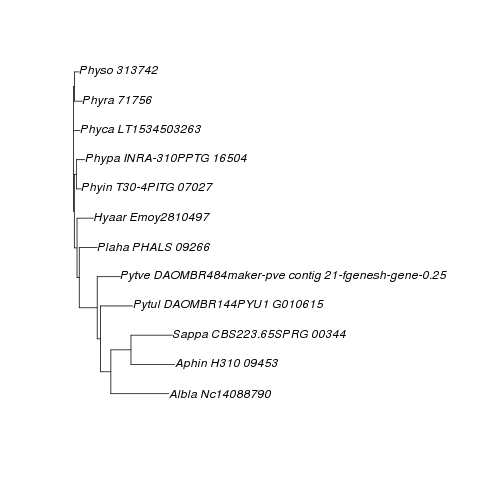 Physo 313742
Phyra 71756
Phyca LT1534503263
Phypa INRA-310PPTG 16504
Phyin T30-4PITG 07027
Hyaar Emoy2810497
Plaha PHALS 09266
Pytve DAOMBR484maker-pve contig 21-fgenesh-gene-0.25
Pytul DAOMBR144PYU1 G010615
Sappa CBS223.65SPRG 00344
Aphin H310 09453
Albla Nc14088790